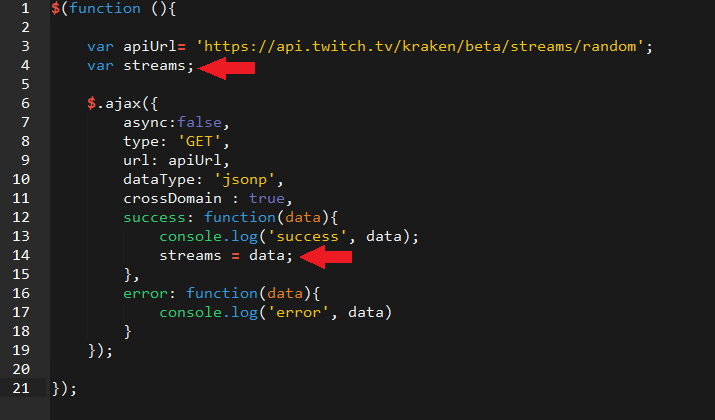 1 $(function (){
2
3 var apiUrl= 'https://api.twitch.tv/kraken/beta/streams/random';
4 var streams;
5
6 $.ajax({
7 async:false,
8 type: 'GET',
9 url: apiUrl,
10 dataType: 'jsonp',
11 crossDomain : true,
12 success: function(data){
13 console.log('success', data);
14 streams = data;
15 },
16 error: function(data){
17 console.log('error', data)
18 }
19 });
20
21 });